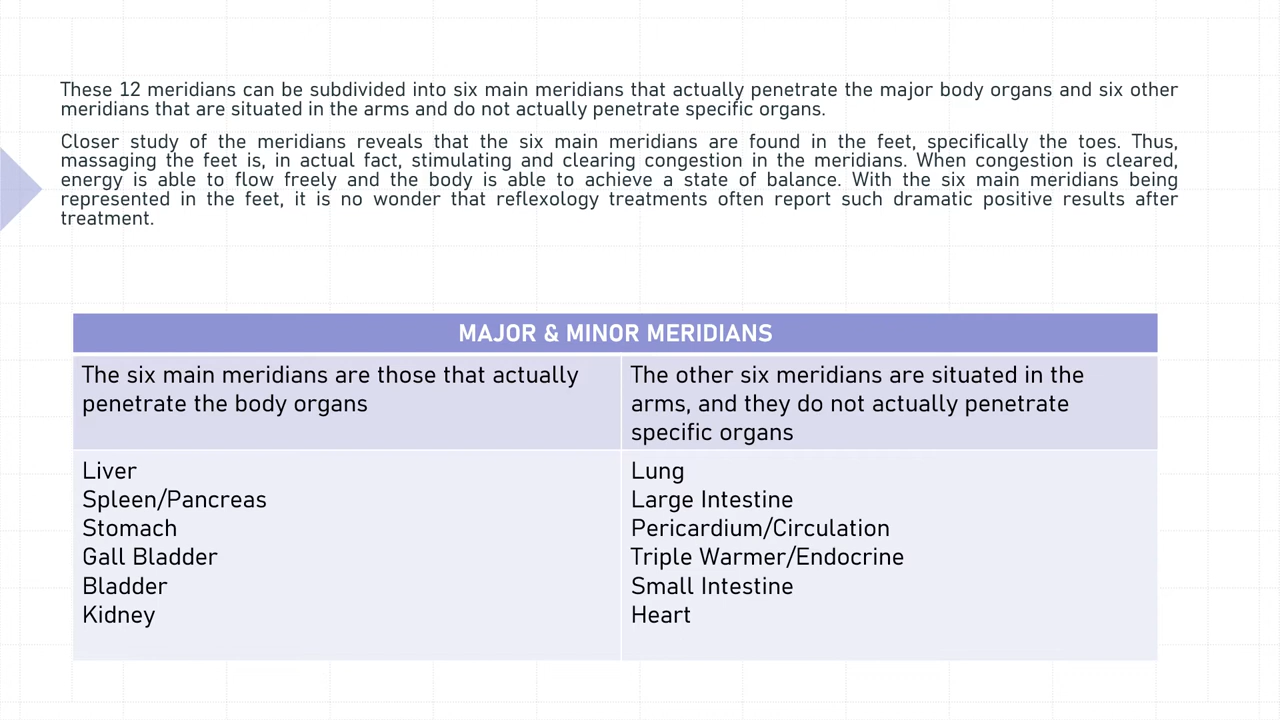 These 12 meridians can be subdivided into six main meridians that actually penetrate the major body organs and six other
meridians that are situated in the arms and do not actually penetrate specific organs.
Closer study of the meridians reveals that the six main meridians are found in the feet, specifically the toes. Thus,
massaging the feet is, in actual fact, stimulating and clearing congestion in the meridians. When congestion is cleared,
energy is able to flow freely and the body is able to achieve a state of balance. With the six main meridians being
represented in the feet, it is no wonder that reflexology treatments often report such dramatic positive results after
treatment.
MAJOR & MINOR MERIDIANS
The six main meridians are those that actually
penetrate the body organs
The other six meridians are situated in the
arms, and they do not actually penetrate
specific organs
Liver
Spleen/Pancreas
Stomach
Gall Bladder
Bladder
Kidney
Lung
Large Intestine
Pericardium/Circulation
Triple Warmer/Endocrine
Small Intestine
Heart